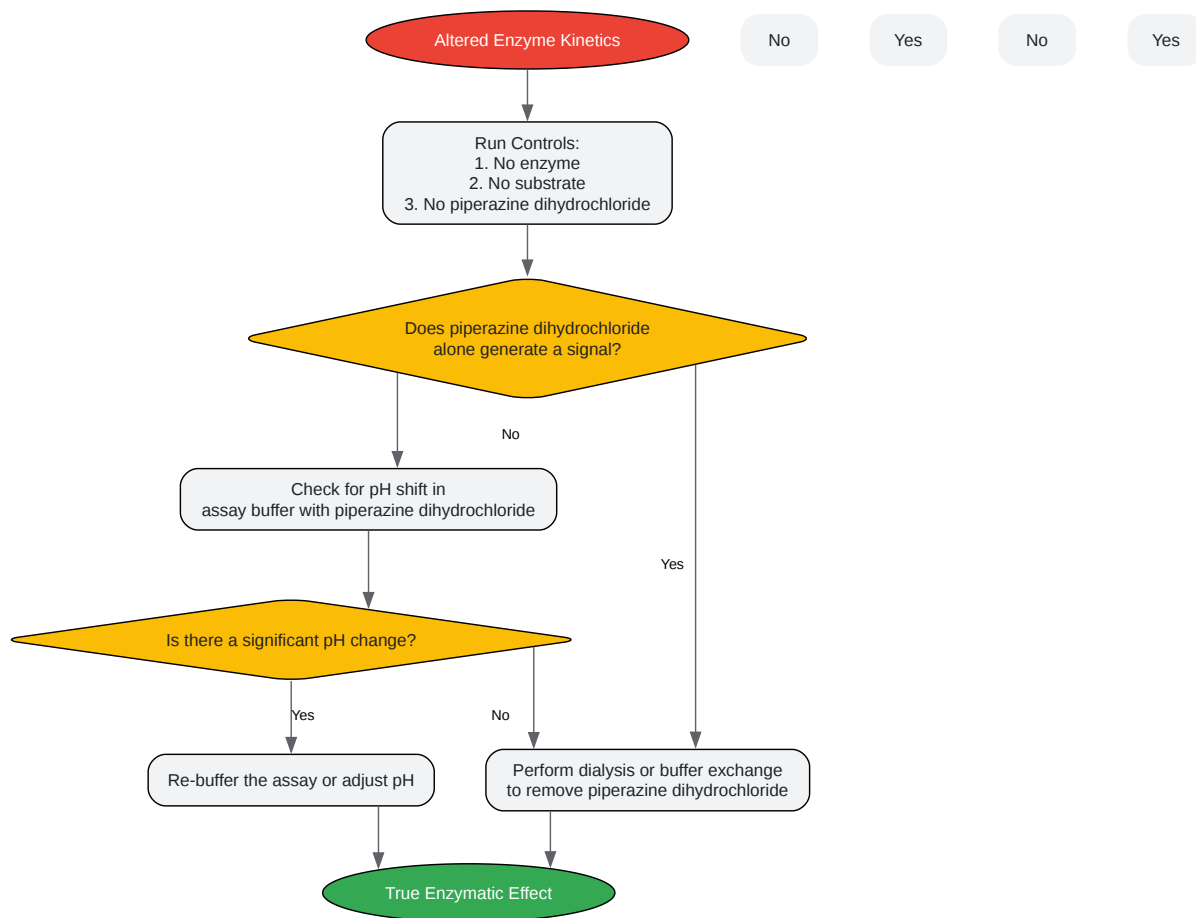 Altered Enzyme Kinetics
No
Yes
No
Yes
Run Controls:
1. No enzyme
2. No substrate
3. No piperazine dihydrochloride
Does piperazine dihydrochloride
alone generate a signal?
No
Check for pH shift in
assay buffer with piperazine dihydrochloride
Yes
Is there a significant pH change?
Yes
No
Re-buffer the assay or adjust pH
Perform dialysis or buffer exchange
to remove piperazine dihydrochloride
True Enzymatic Effect